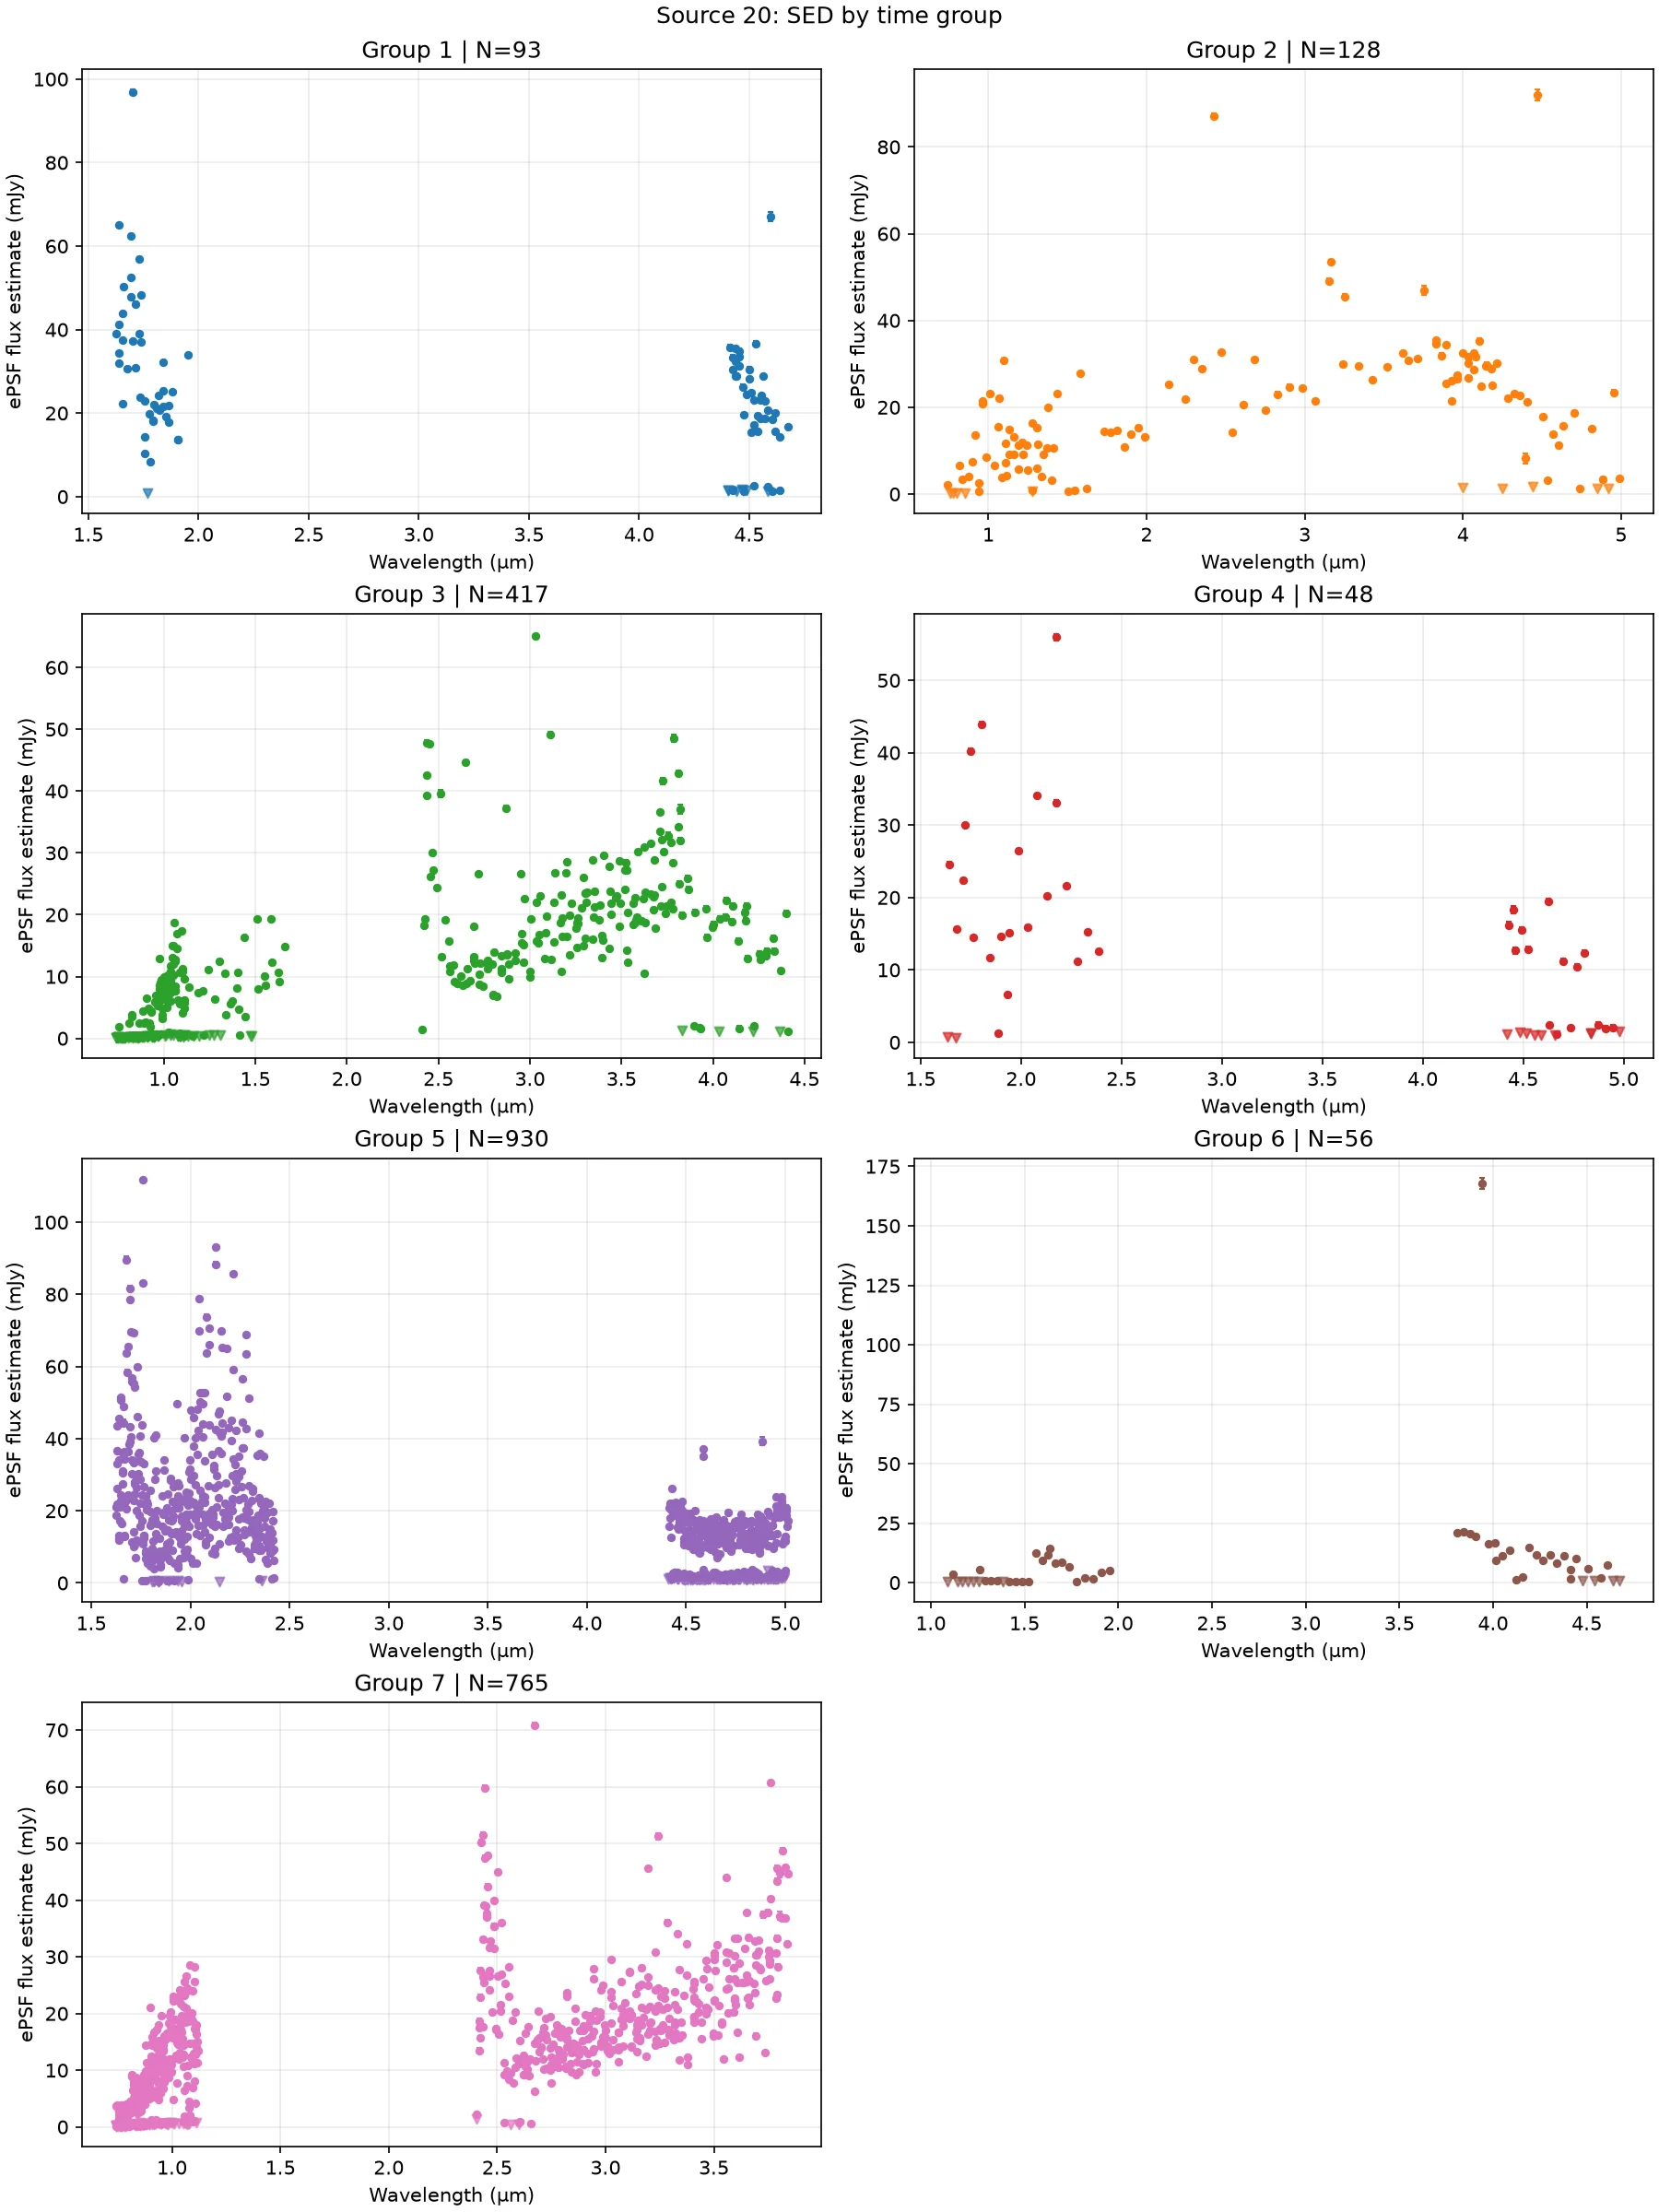 Source 20: SED by time group
Group 1 | N=93
ePSF flux estimate (mJy)
100
80
60
40
20
0
1.5 2.0 2.5 3.0 3.5 4.0 4.5
Wavelength (µm)
Group 2 | N=128
ePSF flux estimate (mJy)
80
60
40
20
0
1 2 3 4 5
Wavelength (µm)
Group 3 | N=417
ePSF flux estimate (mJy)
60
50
40
30
20
10
0
1.0 1.5 2.0 2.5 3.0 3.5 4.0 4.5
Wavelength (µm)
Group 4 | N=48
ePSF flux estimate (mJy)
50
40
30
20
10
0
1.5 2.0 2.5 3.0 3.5 4.0 4.5 5.0
Wavelength (µm)
Group 5 | N=930
ePSF flux estimate (mJy)
100
80
60
40
20
0
1.5 2.0 2.5 3.0 3.5 4.0 4.5 5.0
Wavelength (µm)
Group 6 | N=56
ePSF flux estimate (mJy)
175
150
125
100
75
50
25
0
1.0 1.5 2.0 2.5 3.0 3.5 4.0 4.5
Wavelength (µm)
Group 7 | N=765
ePSF flux estimate (mJy)
70
60
50
40
30
20
10
0
1.0 1.5 2.0 2.5 3.0 3.5
Wavelength (µm)